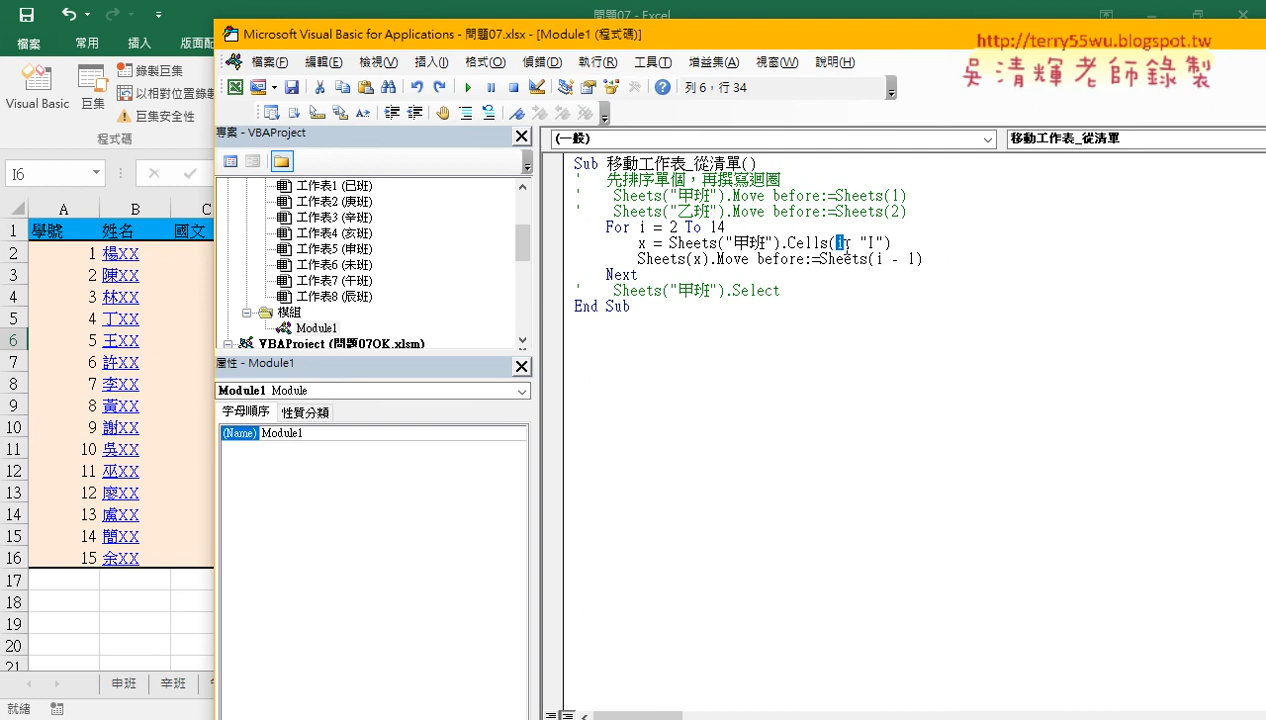 問題07 - Excel
檔案 常用 插入 版面配
Visual Basic 巨集 錄製巨集
以相對位置錄
巨集安全性
程式碼
I6
A B C
1 學號 姓名 國文
2 1 楊XX
3 2 陳XX
4 3 林XX
5 4 丁XX
6 5 王XX
7 6 許XX
8 7 李XX
9 8 黃XX
10 9 謝XX
11 10 吳XX
12 11 巫XX
13 12 廖XX
14 13 盧XX
15 14 簡XX
16 15 余XX
17
18
19
20
21
申班 辛班
就緒
Microsoft Visual Basic for Applications - 問題07.xlsx - [Module1 (程式碼)]
http://terry55wu.blogspot.tw
吳清輝老師錄製
檔案(F) 編輯(E) 檢視(V) 插入(I) 格式(O) 偵錯(D) 執行(R) 工具(T) 增益集(A) 視窗(W) 說明(H)
列 6，行 34
專案 - VBAProject
工作表1 (已班)
工作表2 (庚班)
工作表3 (辛班)
工作表4 (亥班)
工作表5 (申班)
工作表6 (未班)
工作表7 (午班)
工作表8 (辰班)
模組
Module1
VBAProject (問題07OK.xlsm)
屬性 - Module1
Module1 Module
字母順序 性質分類
(Name) Module1
(一般) 移動工作表_從清單
Sub 移動工作表_從清單()
' 先排序單個，再撰寫迴圈
' Sheets("甲班").Move before:=Sheets(1)
' Sheets("乙班").Move before:=Sheets(2)
For i = 2 To 14
x = Sheets("甲班").Cells(i, "I")
Sheets(x).Move before:=Sheets(i - 1)
Next
' Sheets("甲班").Select
End Sub